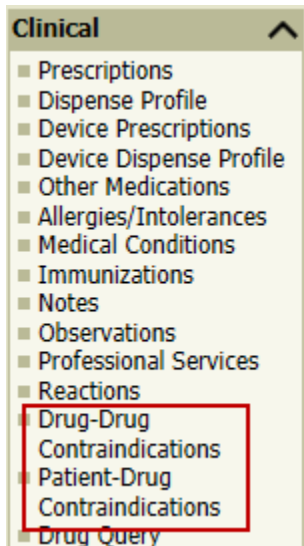 Clinical
Prescriptions
Dispense Profile
Device Prescriptions
Device Dispense Profile
Other Medications
Allergies/Intolerances
Medical Conditions
Immunizations
Notes
Observations
Professional Services
Reactions
Drug-Drug
Contraindications
Patient-Drug
Contraindications
Drug Query